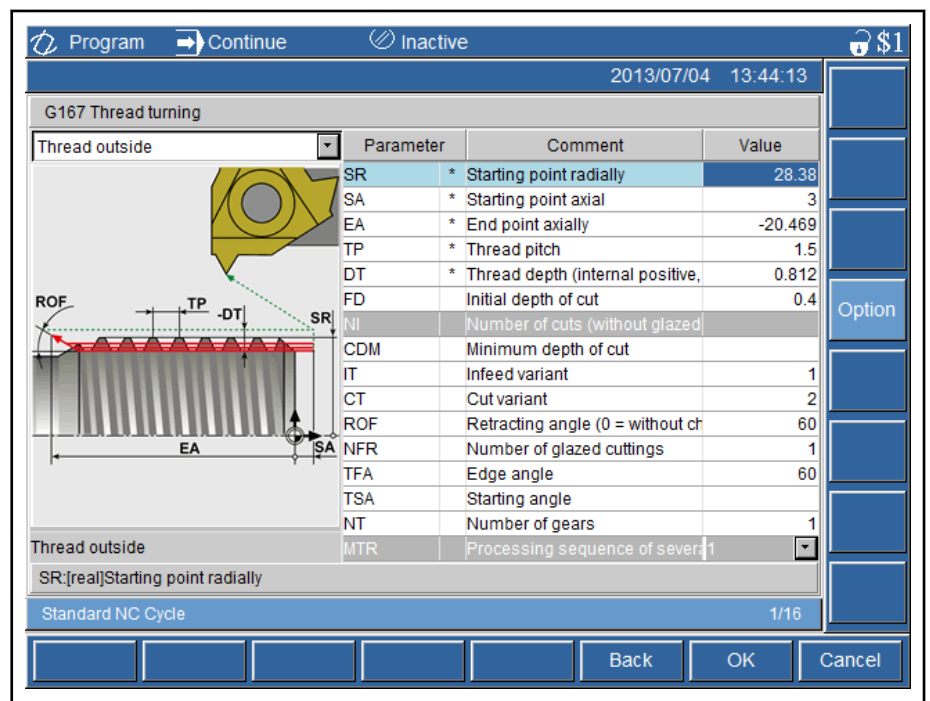 Program Continue Inactive $1
2013/07/04 13:44:13
G167 Thread turning
Thread outside
Parameter Comment Value
SR * Starting point radially 28.38
SA * Starting point axial 3
EA * End point axially -20.469
TP * Thread pitch 1.5
DT * Thread depth (internal positive, 0.812
FD Initial depth of cut 0.4
NI Number of cuts (without glazed
CDM Minimum depth of cut
IT Infeed variant 1
CT Cut variant 2
ROF Retracting angle (0 = without ch 60
NFR Number of glazed cuttings 1
TFA Edge angle 60
TSA Starting angle
NT Number of gears 1
MTR Processing sequence of severa 1
ROF TP -DT SR
EA SA
Thread outside
SR:[real]Starting point radially
Standard NC Cycle 1/16
Option
Back OK Cancel